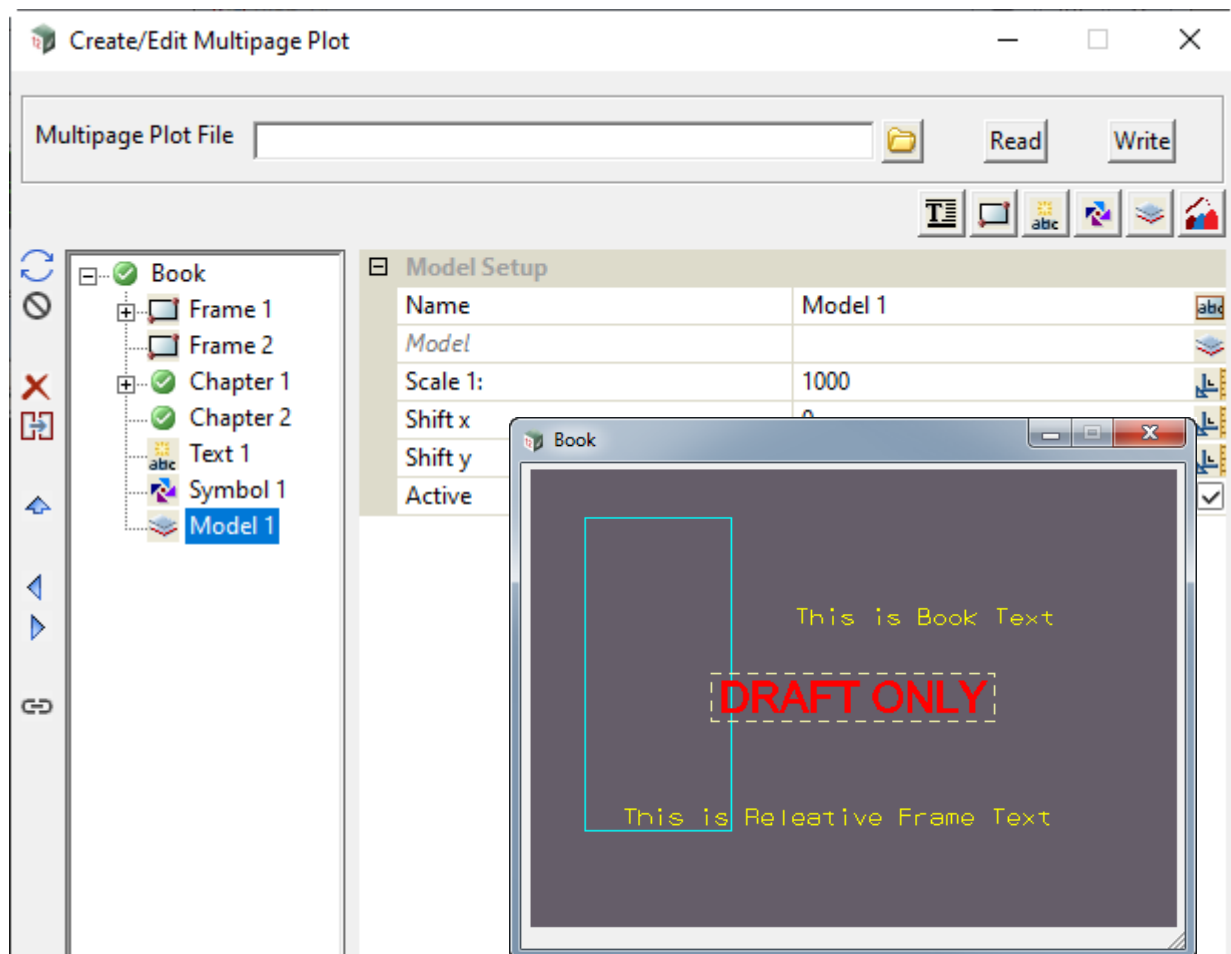 Create/Edit Multipage Plot
Multipage Plot File Read Write
Book
Frame 1
Frame 2
Chapter 1
Chapter 2
Text 1
Symbol 1
Model 1
Model Setup
Name Model 1
Model
Scale 1: 1000
Shift x
Shift y
Active
Book
This is Book Text
DRAFT ONLY
This is Releative Frame Text